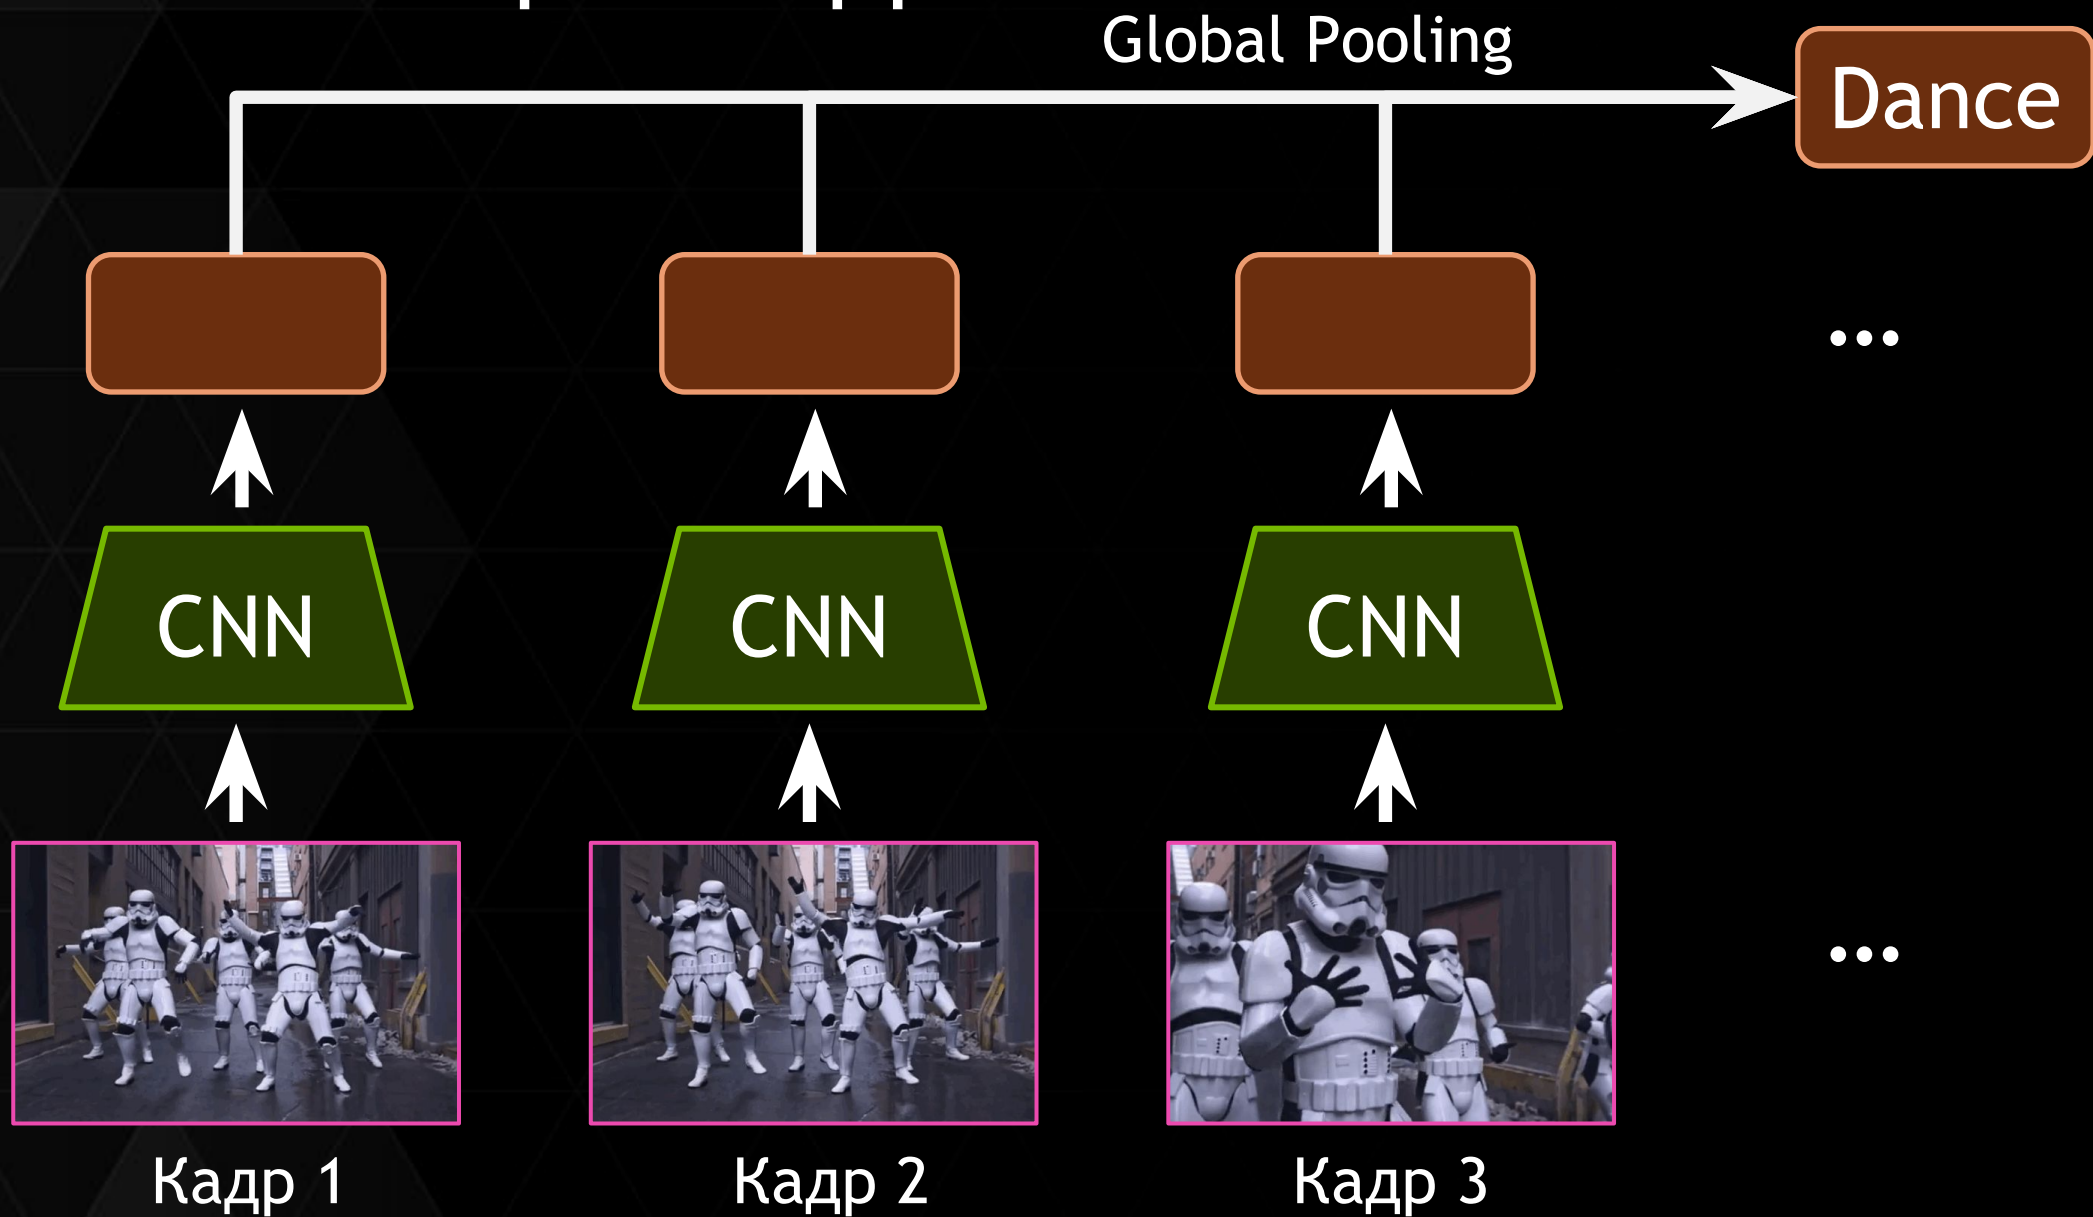 Global Pooling
Dance
...
CNN CNN CNN
...
Кадр 1 Кадр 2 Кадр 3